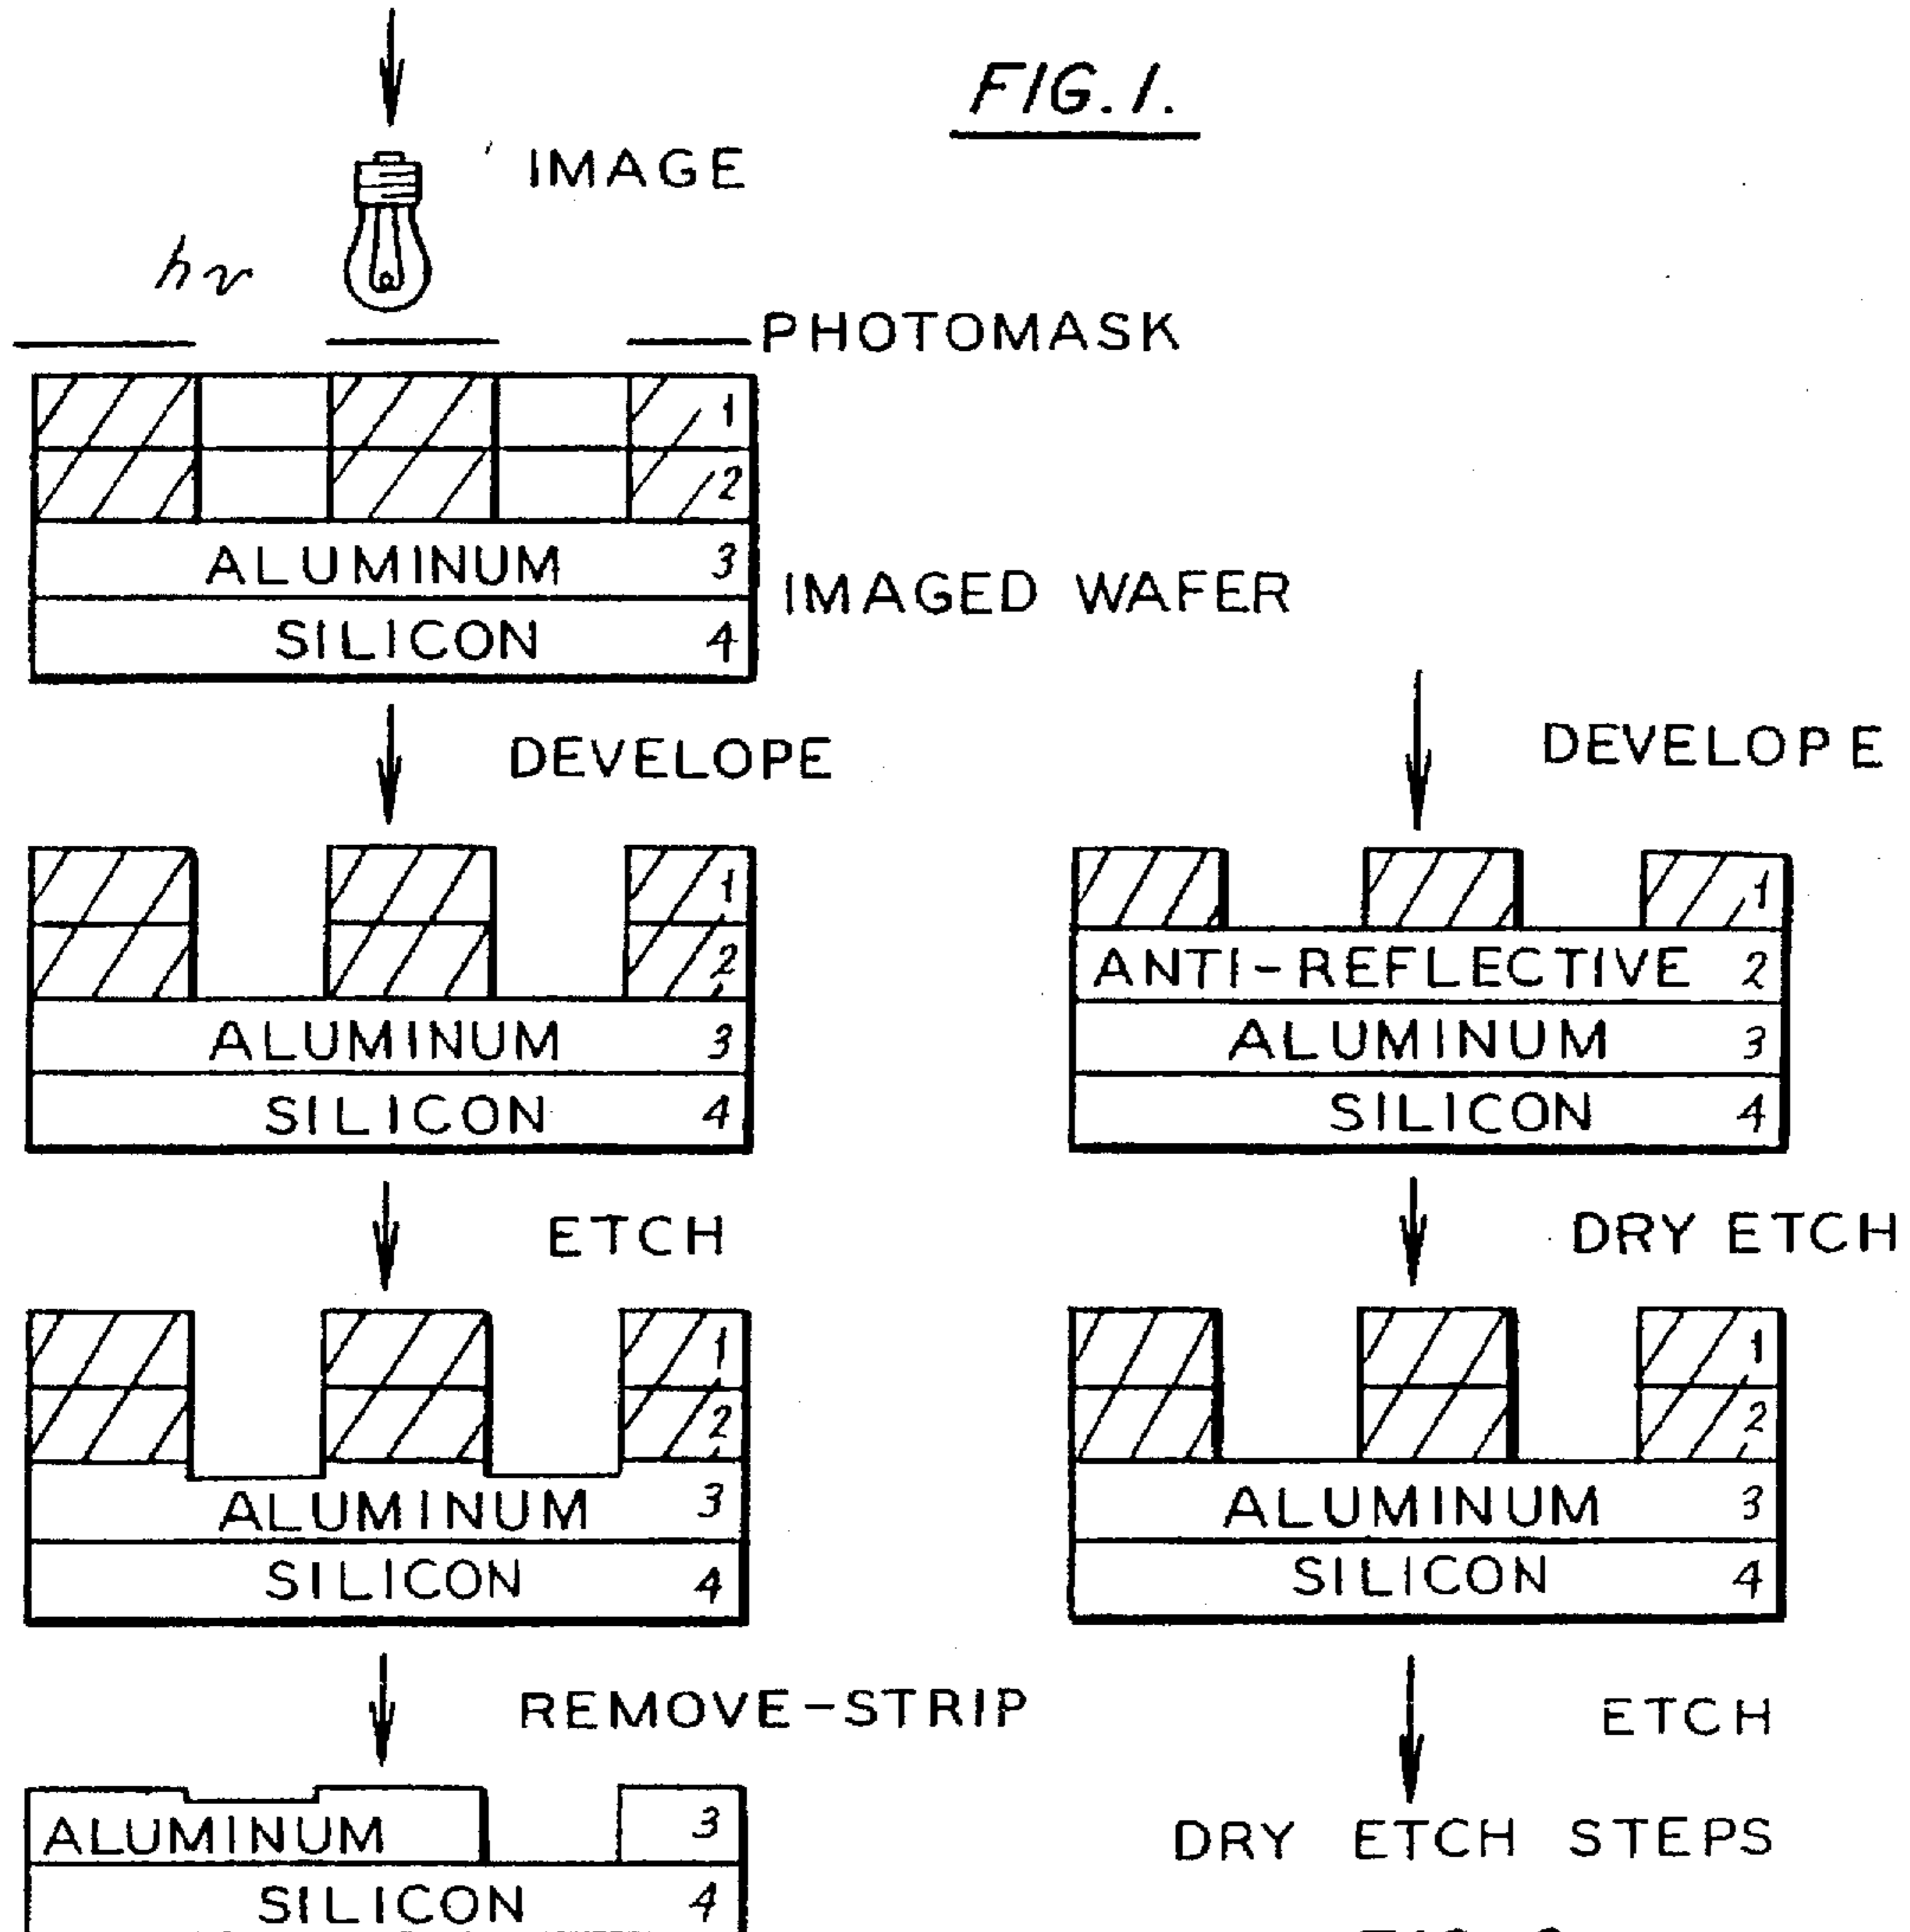 FIG. 1.
IMAGE
hν
PHOTOMASK
1
2
ALUMINUM 3
SILICON 4
IMAGED WAFER
DEVELOPE
1
2
ALUMINUM 3
SILICON 4
ETCH
1
2
ALUMINUM 3
SILICON 4
REMOVE-STRIP
ALUMINUM 3
SILICON 4
DEVELOPE
1
ANTI-REFLECTIVE 2
ALUMINUM 3
SILICON 4
DRY ETCH
1
2
ALUMINUM 3
SILICON 4
ETCH
DRY ETCH STEPS